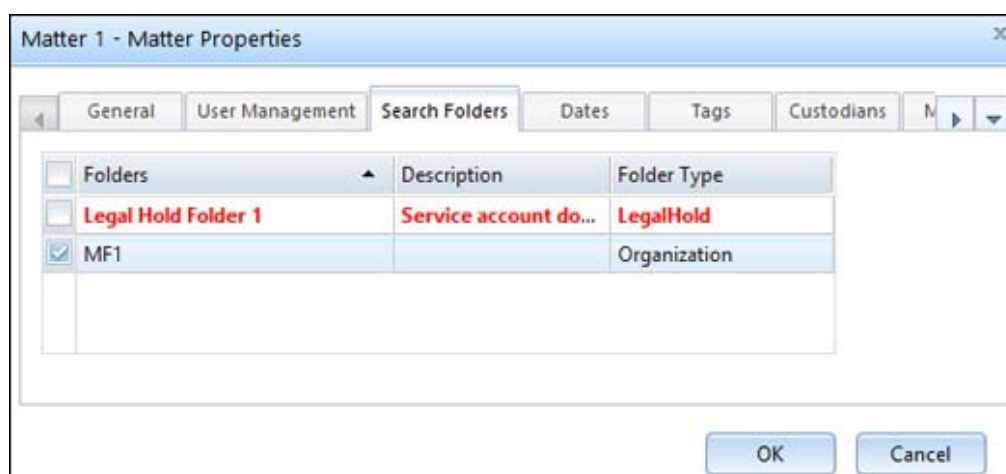 Matter 1 - Matter Properties
General User Management Search Folders Dates Tags Custodians
Folders Description Folder Type
Legal Hold Folder 1 Service account do... LegalHold
MF1 Organization
OK Cancel